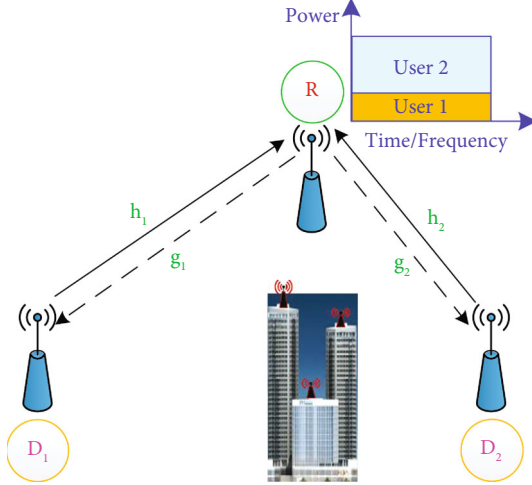 Power
User 2
User 1
R
Time/Frequency
h₁
g₁
h₂
g₂
D₁
D₂